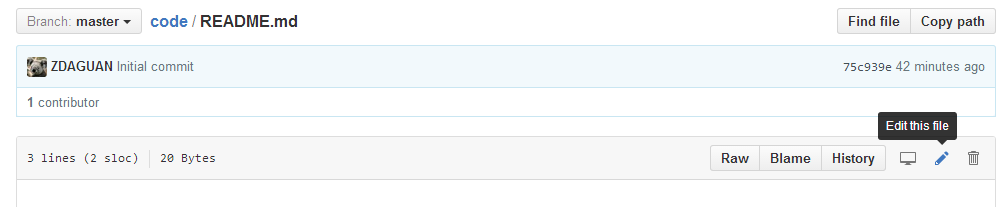 Branch: master code / README.md Find file Copy path
ZDAGUAN Initial commit 75c939e 42 minutes ago
1 contributor
Edit this file
3 lines (2 sloc) 20 Bytes Raw Blame History